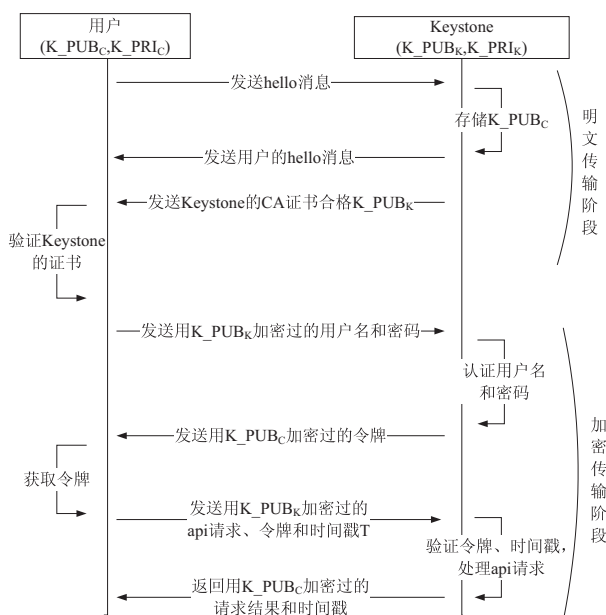 用户
(K_PUBC,K_PRIC)
Keystone
(K_PUBK,K_PRIK)
发送hello消息
存储K_PUBC
发送用户的hello消息
发送Keystone的CA证书合格K_PUBK
验证Keystone
的证书
明文传输阶段
发送用K_PUBK加密过的用户名和密码
认证用户名
和密码
发送用K_PUBC加密过的令牌
获取令牌
发送用K_PUBK加密过的
api请求、令牌和时间戳T
验证令牌、时间戳，
处理api请求
返回用K_PUBC加密过的
请求结果和时间戳
加密传输阶段